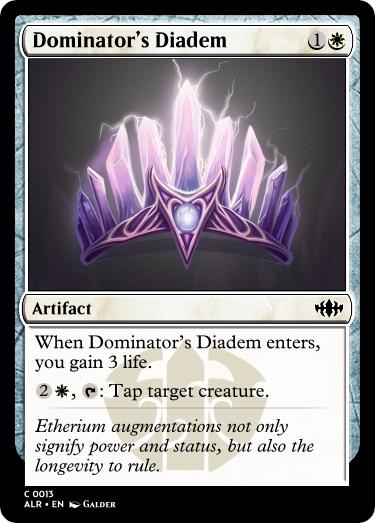 Dominator's Diadem 1
Artifact
When Dominator's Diadem enters,
you gain 3 life.
2 , : Tap target creature.
Etherium augmentations not only
signify power and status, but also the
longevity to rule.
C 0013
ALR • EN Galder